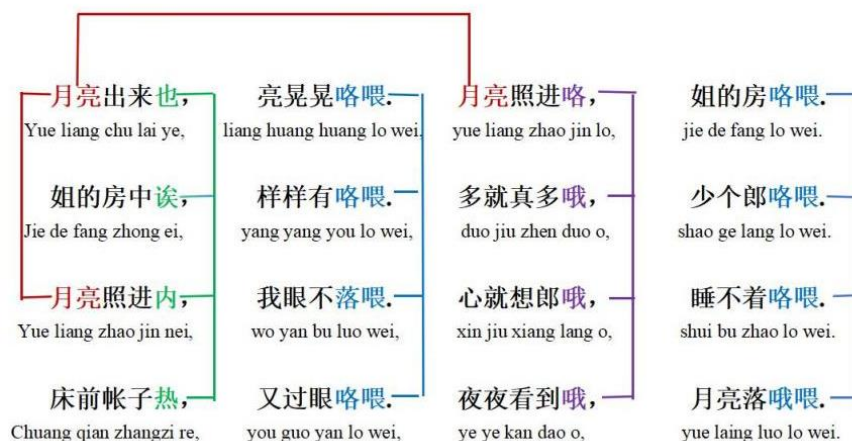 月亮出来也， 亮晃晃咯喂. 月亮照进咯， 姐的房咯喂.
Yue liang chu lai ye, liang huang huang lo wei. yue liang zhao jin lo, jie de fang lo wei.
姐的房中诶， 样样有咯喂. 多就真多哦， 少个郎咯喂.
Jie de fang zhong ei, yang yang you lo wei, duo jiu zhen duo o, shao ge lang lo wei.
月亮照进内， 我眼不落喂. 心就想郎哦， 睡不着咯喂.
Yue liang zhao jin nei, wo yan bu luo wei, xin jiu xiang lang o, shui bu zhao lo wei.
床前帐子热， 又过眼咯喂. 夜夜看到哦， 月亮落哦喂.
Chuang qian zhangzi re, you guo yan lo wei, ye ye kan dao o, yue laing luo lo wei.